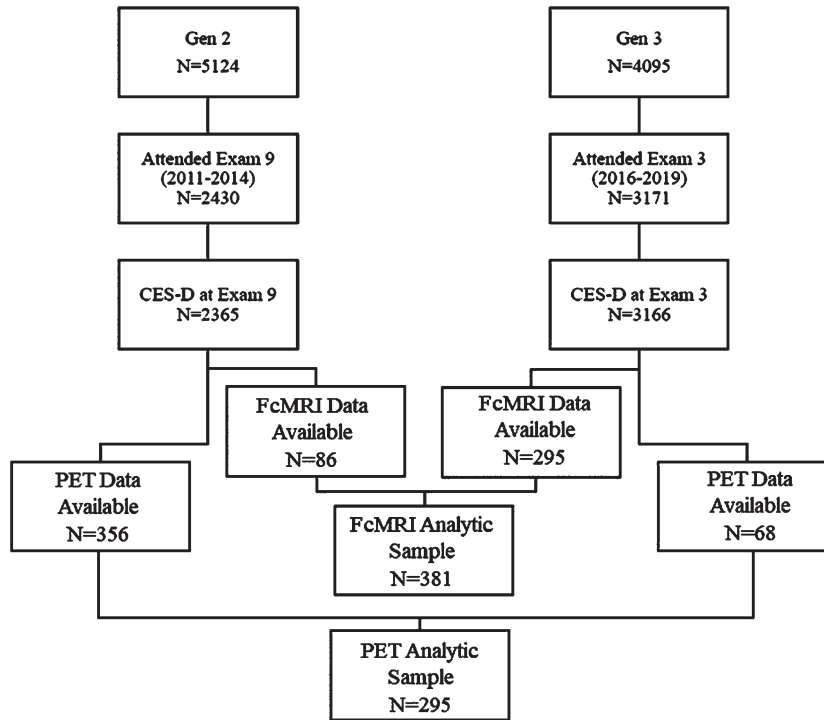 Gen 2
N=5124
Gen 3
N=4095
Attended Exam 9
(2011-2014)
N=2430
Attended Exam 3
(2016-2019)
N=3171
CES-D at Exam 9
N=2365
CES-D at Exam 3
N=3166
FcMRI Data
Available
N=86
FcMRI Data
Available
N=295
PET Data
Available
N=356
PET Data
Available
N=68
FcMRI Analytic
Sample
N=381
PET Analytic
Sample
N=295